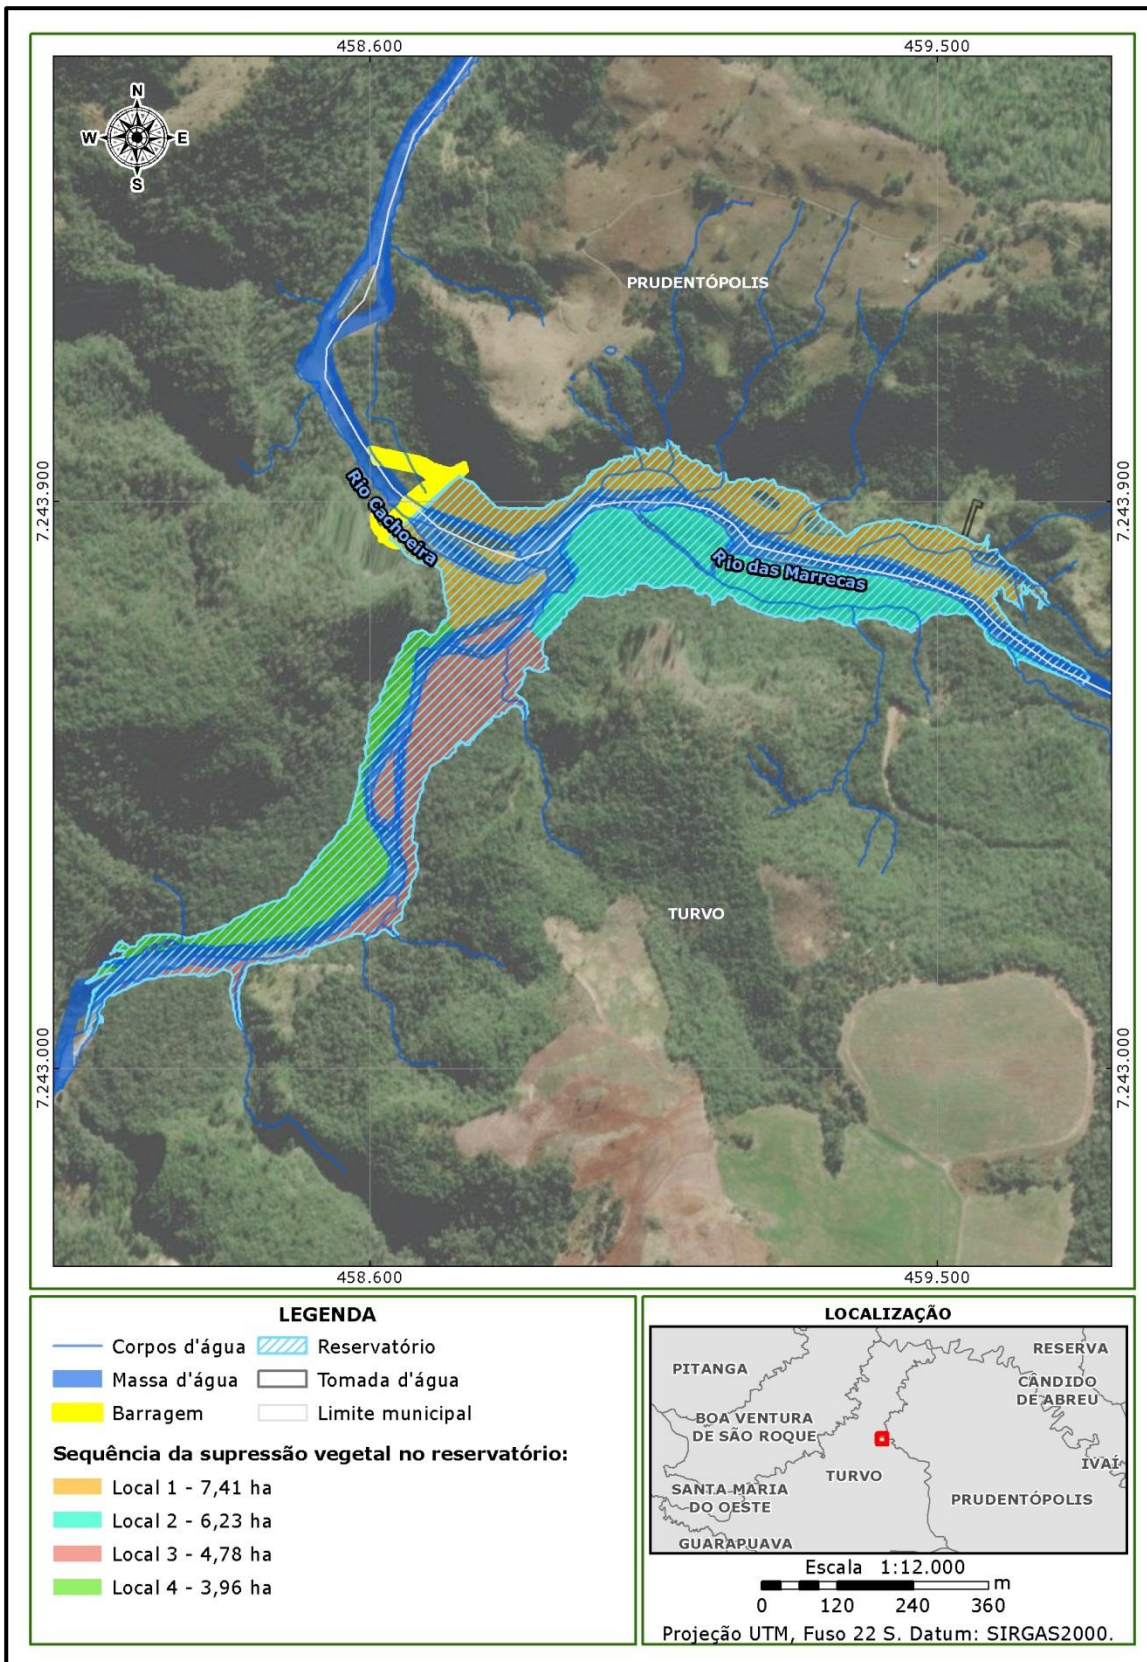 458.600
459.500
N
W
E
S
PRUDENTÓPOLIS
7.243.900
7.243.900
Rio Cachoeira
Rio das Marrecas
TURVO
7.243.000
7.243.000
458.600
459.500
LEGENDA
Corpos d'água
Reservatório
Massa d'água
Tomada d'água
Barragem
Limite municipal
Sequência da supressão vegetal no reservatório:
Local 1 - 7,41 ha
Local 2 - 6,23 ha
Local 3 - 4,78 ha
Local 4 - 3,96 ha
LOCALIZAÇÃO
RESERVA
PITANGA
CÂNDIDO
DE ABREU
BOA VENTURA
DE SÃO ROQUE
IVAÍ
TURVO
SANTA MARIA
DO OESTE
PRUDENTÓPOLIS
GUARAPUAVA
Escala 1:12.000
m
0 120 240 360
Projeção UTM, Fuso 22 S. Datum: SIRGAS2000.